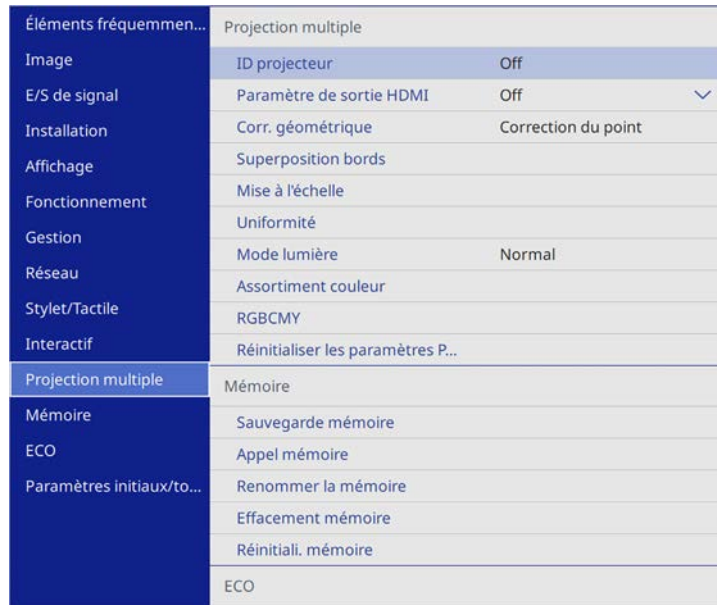 Éléments fréquemmen...
Image
E/S de signal
Installation
Affichage
Fonctionnement
Gestion
Réseau
Stylet/Tactile
Interactif
Projection multiple
Mémoire
ECO
Paramètres initiaux/to...
Projection multiple
ID projecteur Off
Paramètre de sortie HDMI Off
Corr. géométrique Correction du point
Superposition bords
Mise à l'échelle
Uniformité
Mode lumière Normal
Assortiment couleur
RGBCMY
Réinitialiser les paramètres P...
Mémoire
Sauvegarde mémoire
Appel mémoire
Renommer la mémoire
Effacement mémoire
Réinitiali. mémoire
ECO